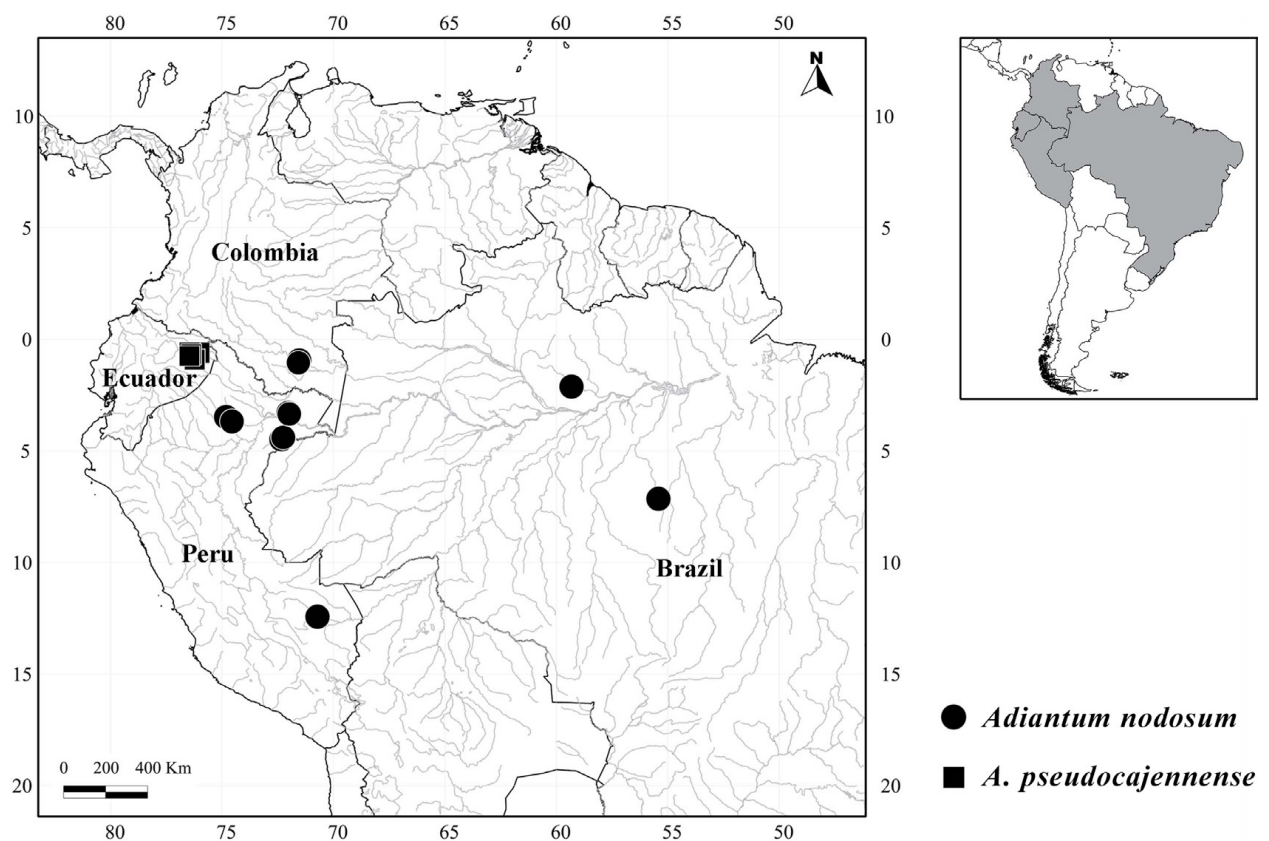 80 75 70 65 60 55 50
N
10 10
5 5
Colombia
0 0
Ecuador
5 5
Peru
10 Brazil 10
15 15
Adiantum nodosum
0 200 400 Km
A. pseudocajennense
20 20
80 75 70 65 60 55 50